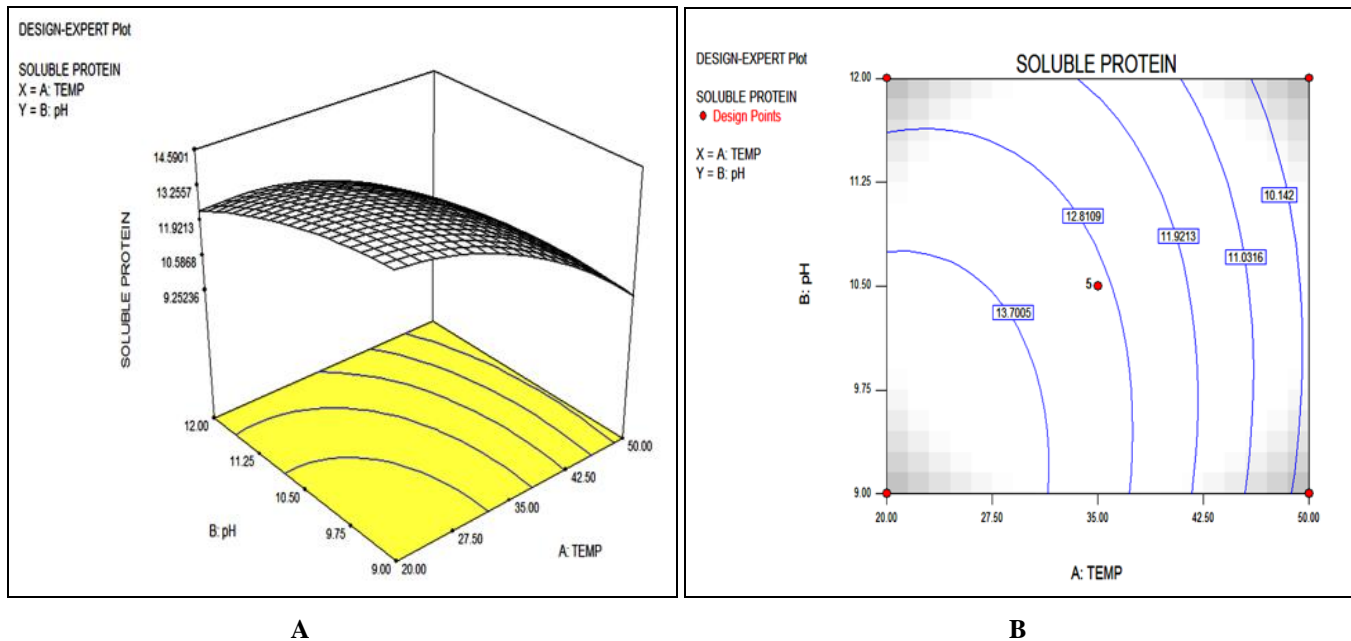 DESIGN-EXPERT Plot
SOLUBLE PROTEIN
X = A: TEMP
Y = B: pH
14.5901
13.2557
11.9213
10.5868
9.25236
SOLUBLE PROTEIN
12.00
11.25
10.50
9.75
9.00
B: pH
20.00
27.50
35.00
42.50
50.00
A: TEMP
A
DESIGN-EXPERT Plot
SOLUBLE PROTEIN
Design Points
X = A: TEMP
Y = B: pH
SOLUBLE PROTEIN
12.00
11.25
10.50
9.75
9.00
B: pH
10.142
12.8109
11.9213
11.0316
5
13.7005
20.00
27.50
35.00
42.50
50.00
A: TEMP
B